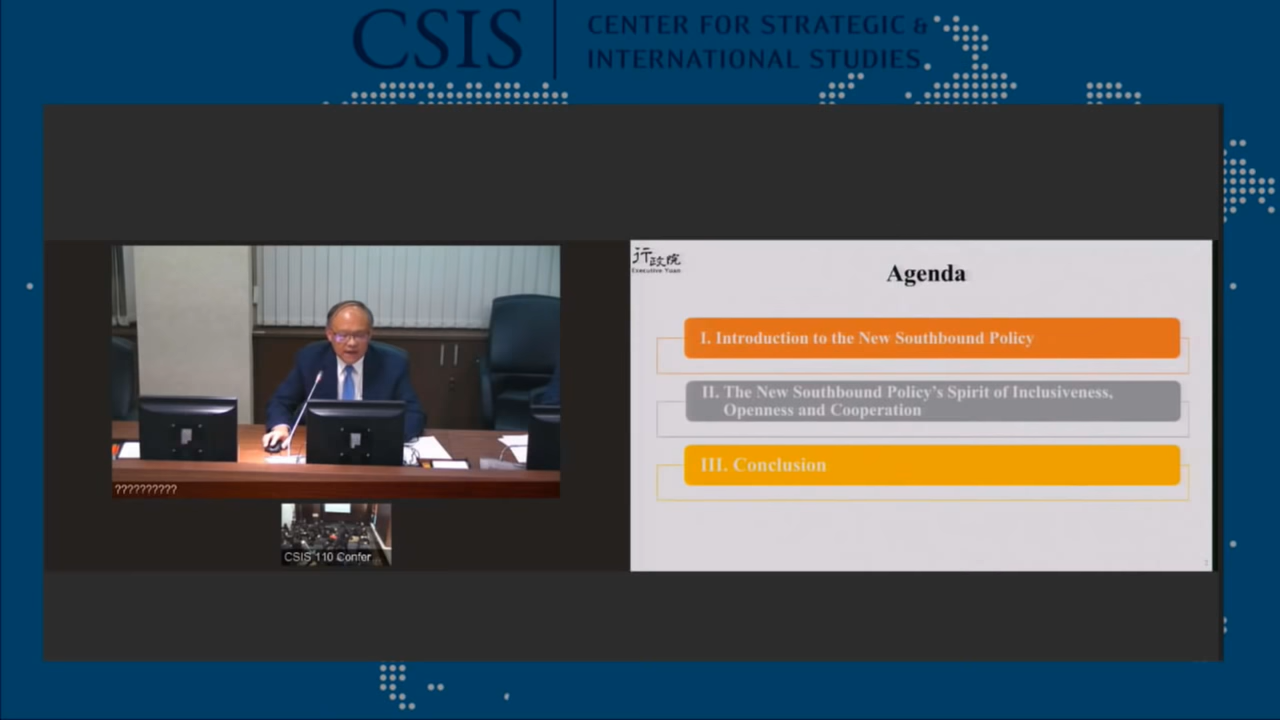 CSIS
CENTER FOR STRATEGIC &
INTERNATIONAL STUDIES
??????????
CSIS 110 Confer
行政院
Executive Yuan
Agenda
I. Introduction to the New Southbound Policy
II. The New Southbound Policy's Spirit of Inclusiveness,
Openness and Cooperation
III. Conclusion